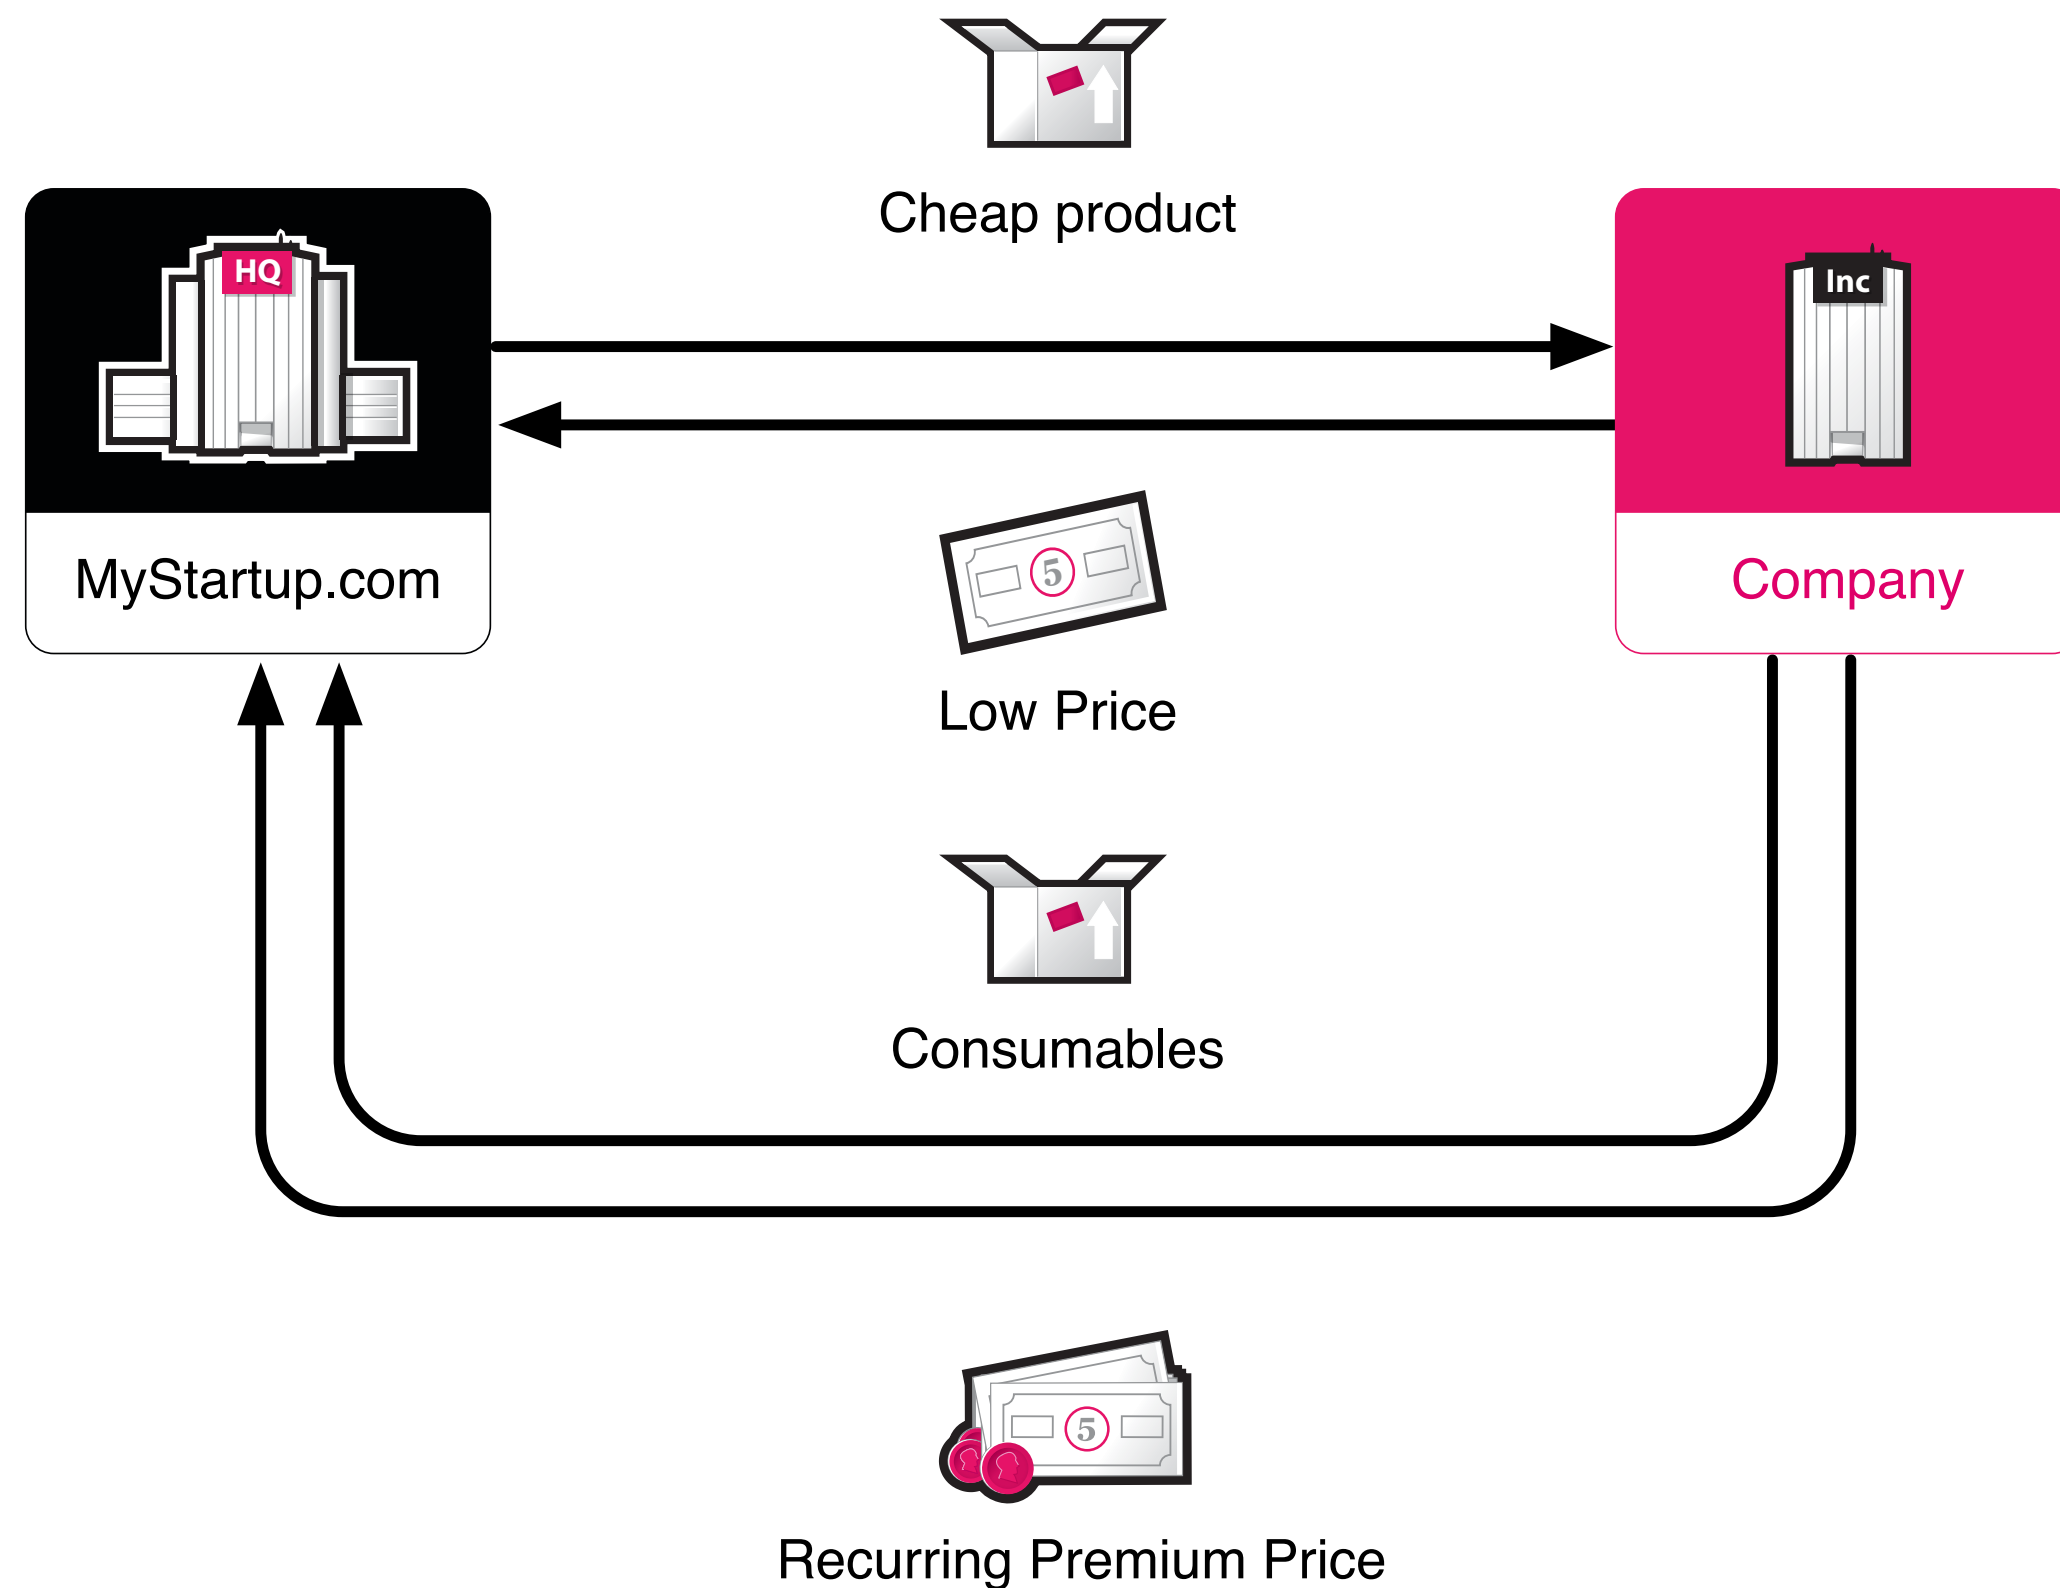 Cheap product
HQ
Inc
MyStartup.com
5
Company
Low Price
Consumables
5
Recurring Premium Price